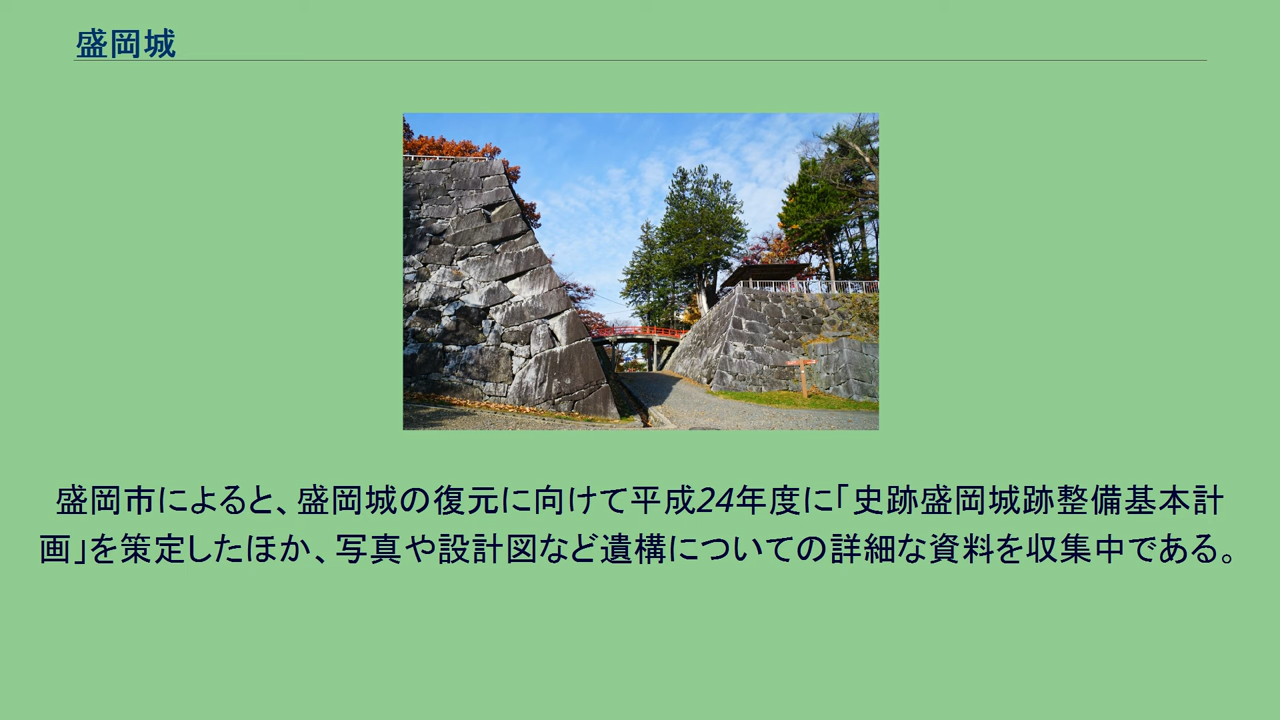 盛岡城
盛岡市によると、盛岡城の復元に向けて平成24年度に「史跡盛岡城跡整備基本計
画」を策定したほか、写真や設計図など遺構についての詳細な資料を収集中である。